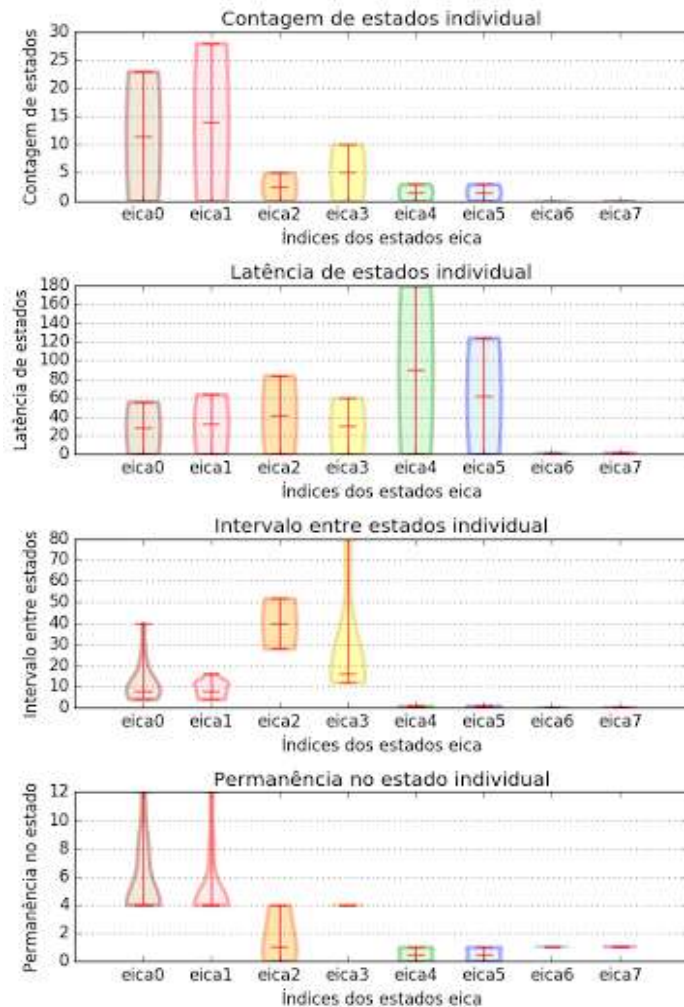 Contagem de estados individual
Contagem de estados
30
25
20
15
10
5
0
eica0 eica1 eica2 eica3 eica4 eica5 eica6 eica7
Índices dos estados eica
Latência de estados individual
Latência de estados
180
160
140
120
100
80
60
40
20
0
eica0 eica1 eica2 eica3 eica4 eica5 eica6 eica7
Índices dos estados eica
Intervalo entre estados individual
Intervalo entre estados
80
70
60
50
40
30
20
10
0
eica0 eica1 eica2 eica3 eica4 eica5 eica6 eica7
Índices dos estados eica
Permanência no estado individual
Permanência no estado
12
8
6
4
2
0
eica0 eica1 eica2 eica3 eica4 eica5 eica6 eica7
Índices dos estados eica